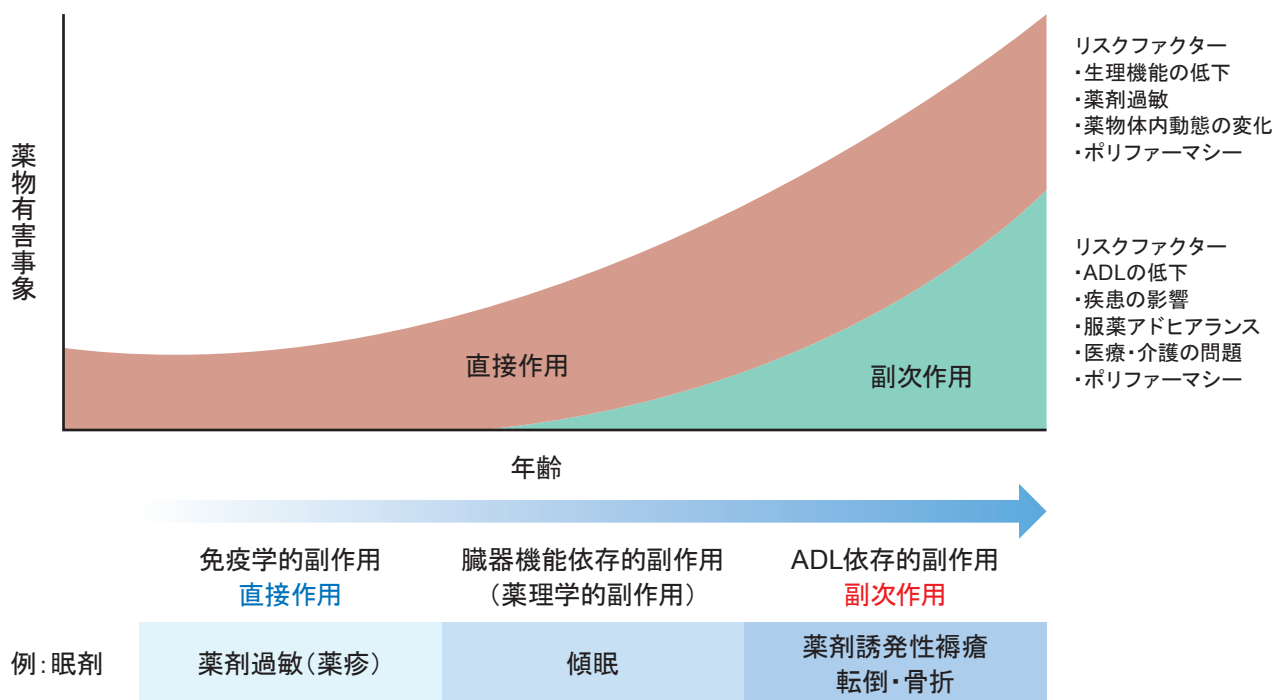 薬物有害事象
リスクファクター
・生理機能の低下
・薬剤過敏
・薬物体内動態の変化
・ポリファーマシー
リスクファクター
・ADLの低下
・疾患の影響
・服薬アドヒアランス
・医療・介護の問題
・ポリファーマシー
直接作用
副次作用
年齢
免疫学的副作用
直接作用
臓器機能依存的副作用
（薬理学的副作用）
ADL依存的副作用
副次作用
例：眠剤
薬剤過敏（薬疹）
傾眠
薬剤誘発性褥瘡
転倒・骨折